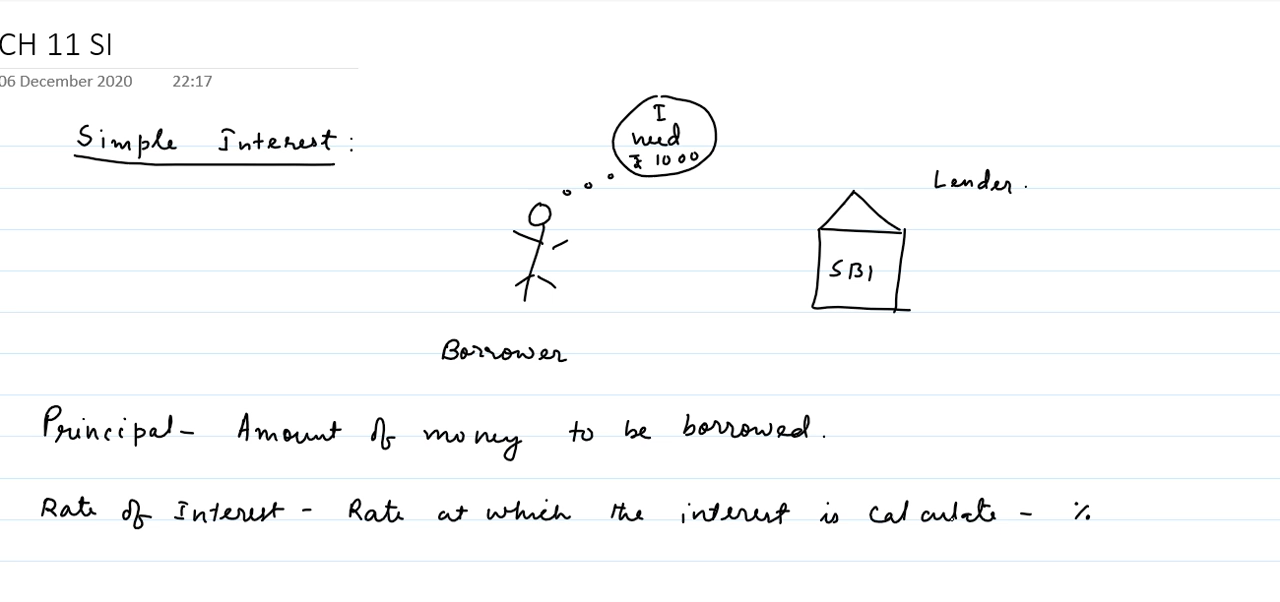 CH 11 SI
06 December 2020 22:17
Simple Interest:
I
need
₹ 1000
Lender.
SBI
Borrower
Principal - Amount of money to be borrowed.
Rate of Interest - Rate at which the interest is calculate - %